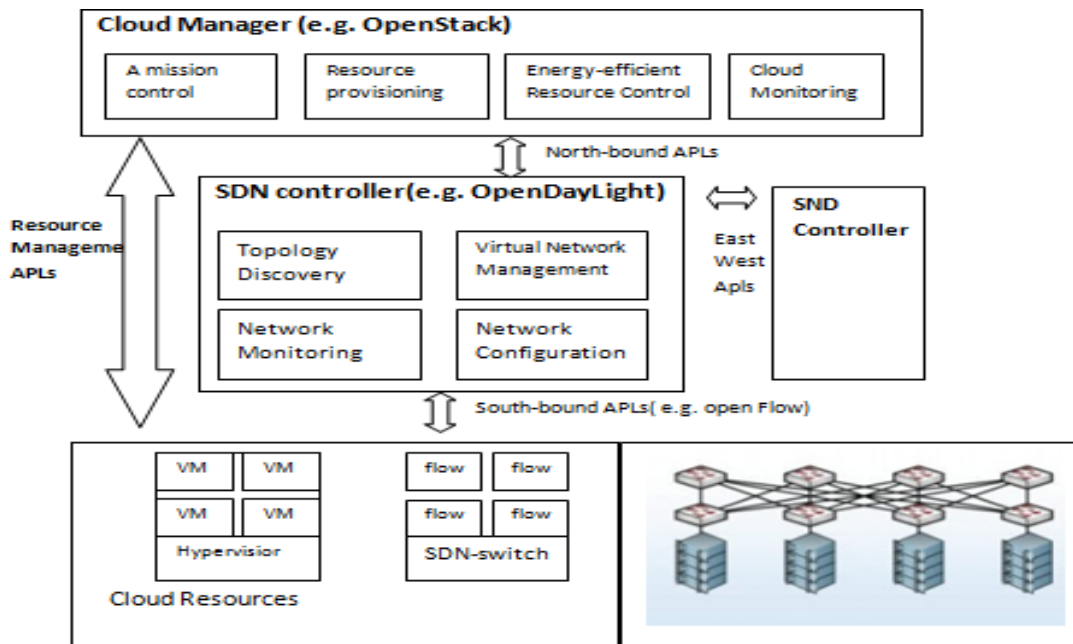 Cloud Manager (e.g. OpenStack)
A mission
control
Resource
provisioning
Energy-efficient
Resource Control
Cloud
Monitoring
North-bound APLs
Resource
Manageme
APLs
SDN controller(e.g. OpenDayLight)
Topology
Discovery
Virtual Network
Management
Network
Monitoring
Network
Configuration
East
West
Apls
SND
Controller
South-bound APLs( e.g. open Flow)
VM VM
VM VM
Hypervisior
flow flow
flow flow
SDN-switch
Cloud Resources